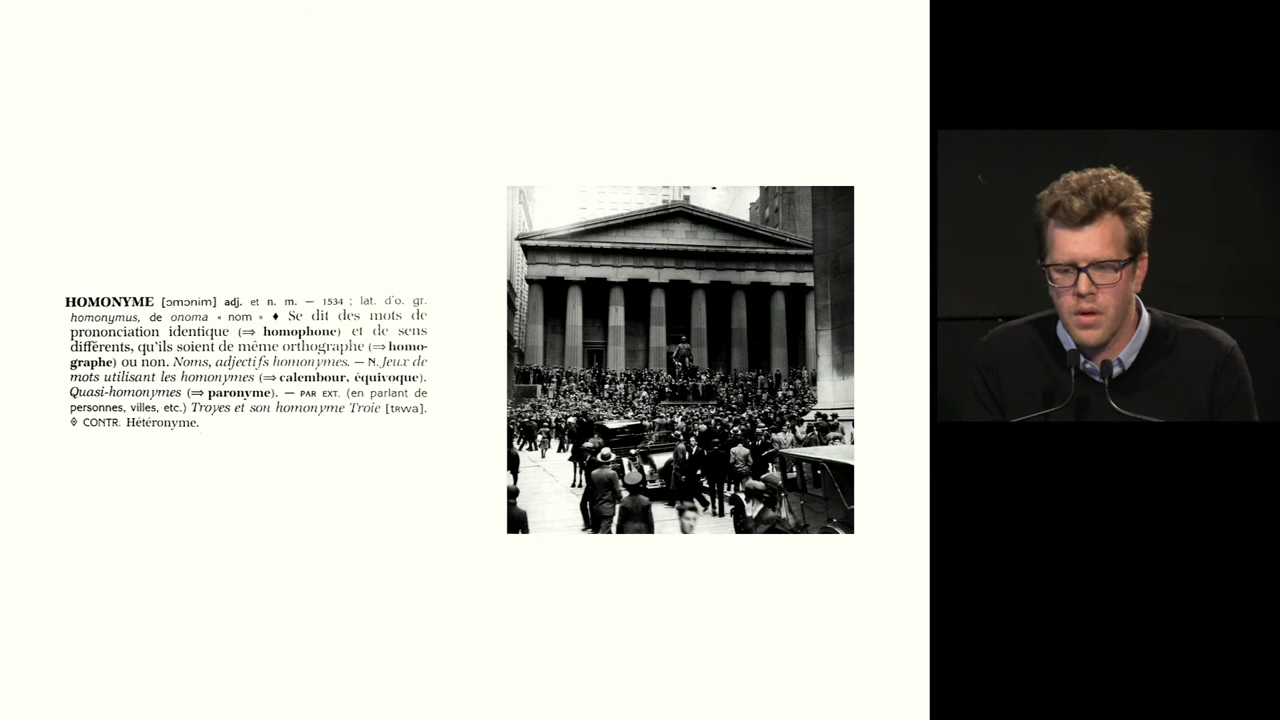 HOMONYME [ɔmɔnim] adj. et n. m. — 1534 ; lat. d'o. gr.
homonymus, de onoma « nom » ♦ Se dit des mots de
prononciation identique (⇒ homophone) et de sens
différents, qu'ils soient de même orthographe (⇒ homo-
graphe) ou non. Noms, adjectifs homonymes. — N. Jeux de
mots utilisant les homonymes (⇒ calembour, équivoque).
Quasi-homonymes (⇒ paronyme). — PAR EXT. (en parlant de
personnes, villes, etc.) Troyes et son homonyme Troie [tʀwa].
◊ CONTR. Hétéronyme.